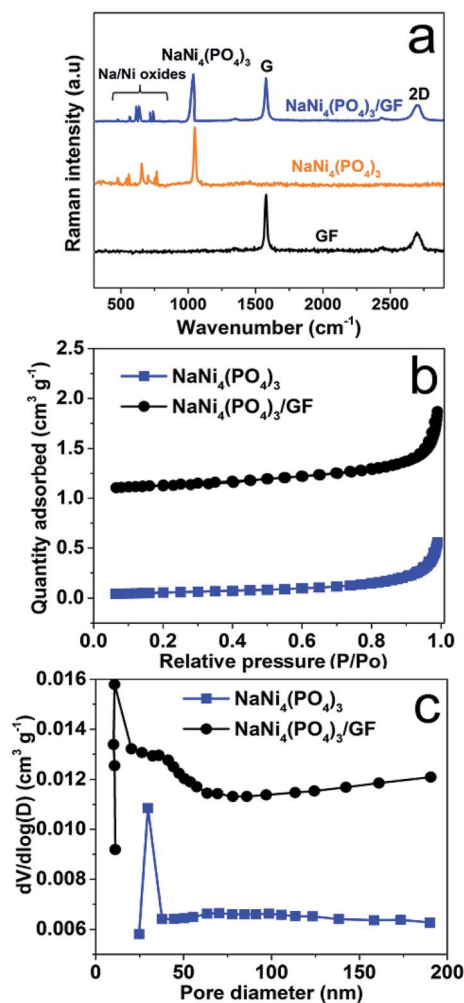 a
NaNi₄(PO₄)₃
G
Na/Ni oxides
2D
NaNi₄(PO₄)₃/GF
NaNi₄(PO₄)₃
GF
Raman intensity (a.u)
500 1000 1500 2000 2500
Wavenumber (cm⁻¹)
b
2.5
2.0
1.5
1.0
0.5
0.0
NaNi₄(PO₄)₃
NaNi₄(PO₄)₃/GF
Quantity adsorbed (cm³ g⁻¹)
0.0 0.2 0.4 0.6 0.8 1.0
Relative pressure (P/Po)
c
0.016
0.014
0.012
0.010
0.008
0.006
NaNi₄(PO₄)₃
NaNi₄(PO₄)₃/GF
dV/dlog(D) (cm³ g⁻¹)
0 50 100 150 200
Pore diameter (nm)